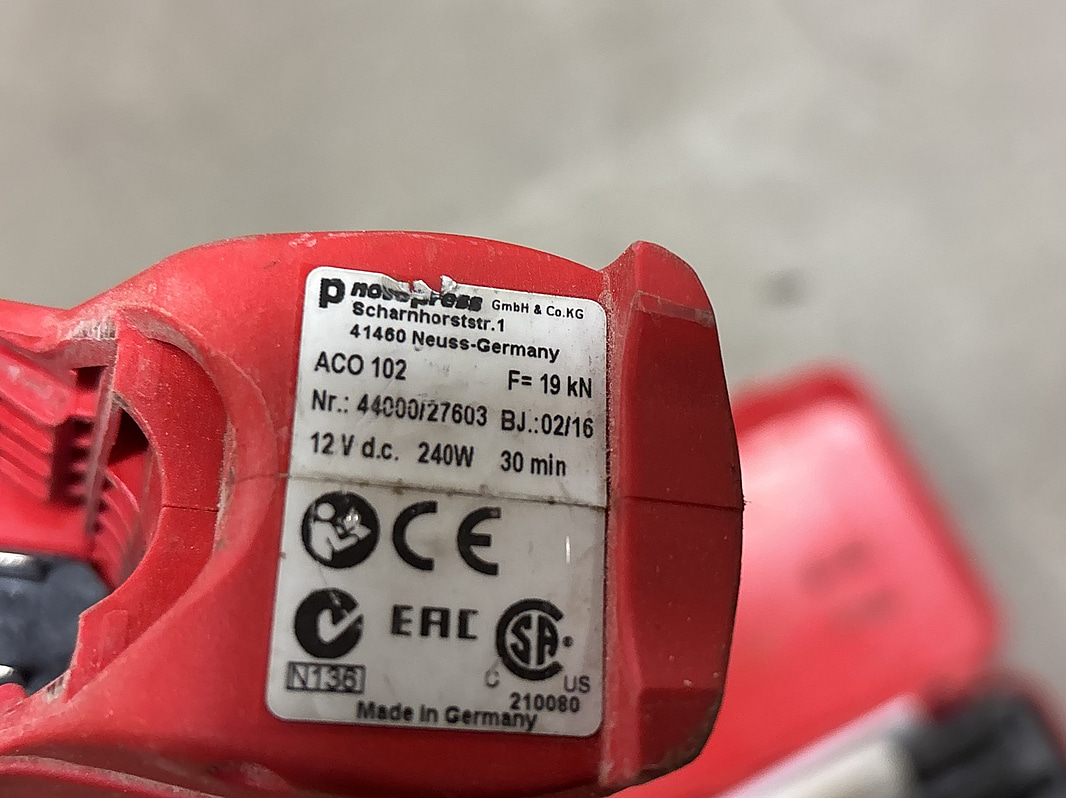 novopress GmbH & Co.KG
Scharnhorststr.1
41460 Neuss-Germany
ACO 102 F= 19 kN
Nr.: 44000/27603 BJ.:02/16
12 V d.c. 240W 30 min
CE
EAC SA
N136 C US
210080
Made in Germany